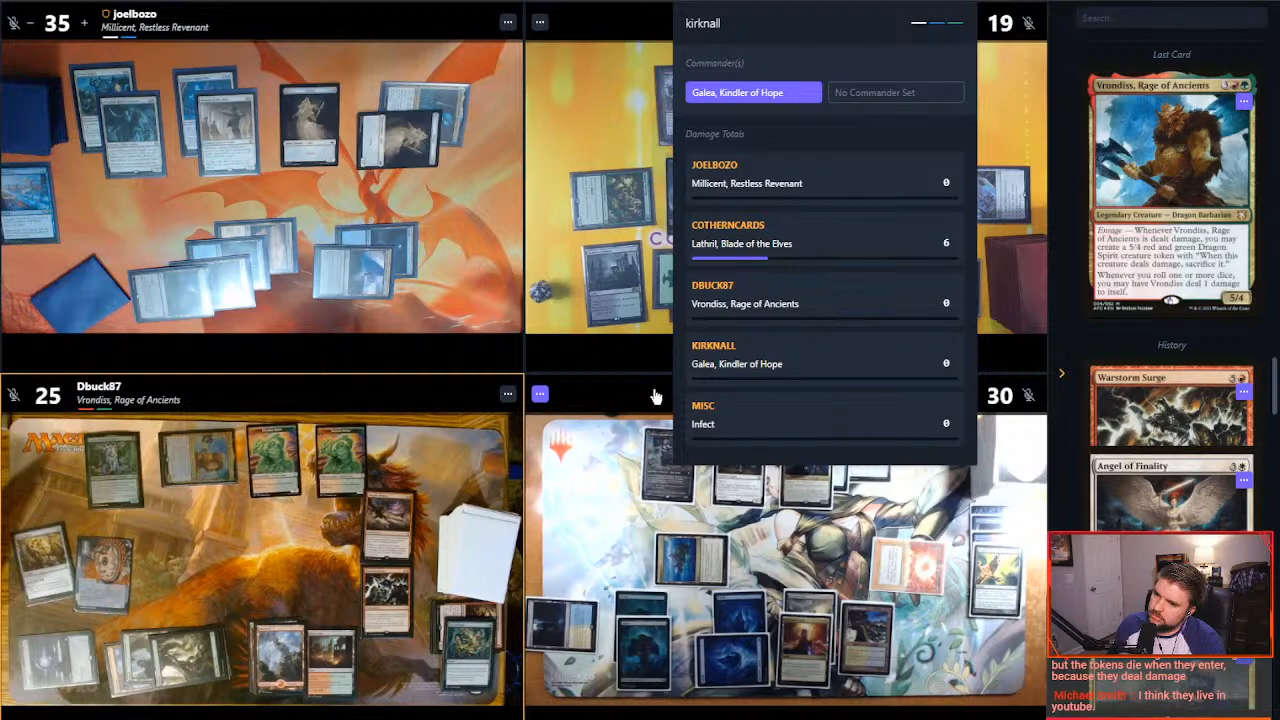 35
joelbozo
Millicent, Restless Revenant
kirknall
Commander(s)
Galea, Kindler of Hope
No Commander Set
Damage Totals
JOELBOZO
Millicent, Restless Revenant
0
COTHERNCARDS
Lathril, Blade of the Elves
6
DBUCK87
Vrondiss, Rage of Ancients
0
KIRKNALL
Galea, Kindler of Hope
0
MISC
Infect
0
19
25
Dbuck87
Vrondiss, Rage of Ancients
30
Search...
Last Card
Vrondiss, Rage of Ancients
Legendary Creature — Dragon Barbarian
Enrage — Whenever Vrondiss, Rage
of Ancients is dealt damage, you may
create a 5/4 red and green Dragon
Spirit creature token with "When this
creature deals damage, sacrifice it."
Whenever you roll one or more dice,
you may have Vrondiss deal 1 damage
to itself.
5/4
History
Warstorm Surge
Angel of Finality
but the tokens die when they enter,
because they deal damage
I think they live in
youtube